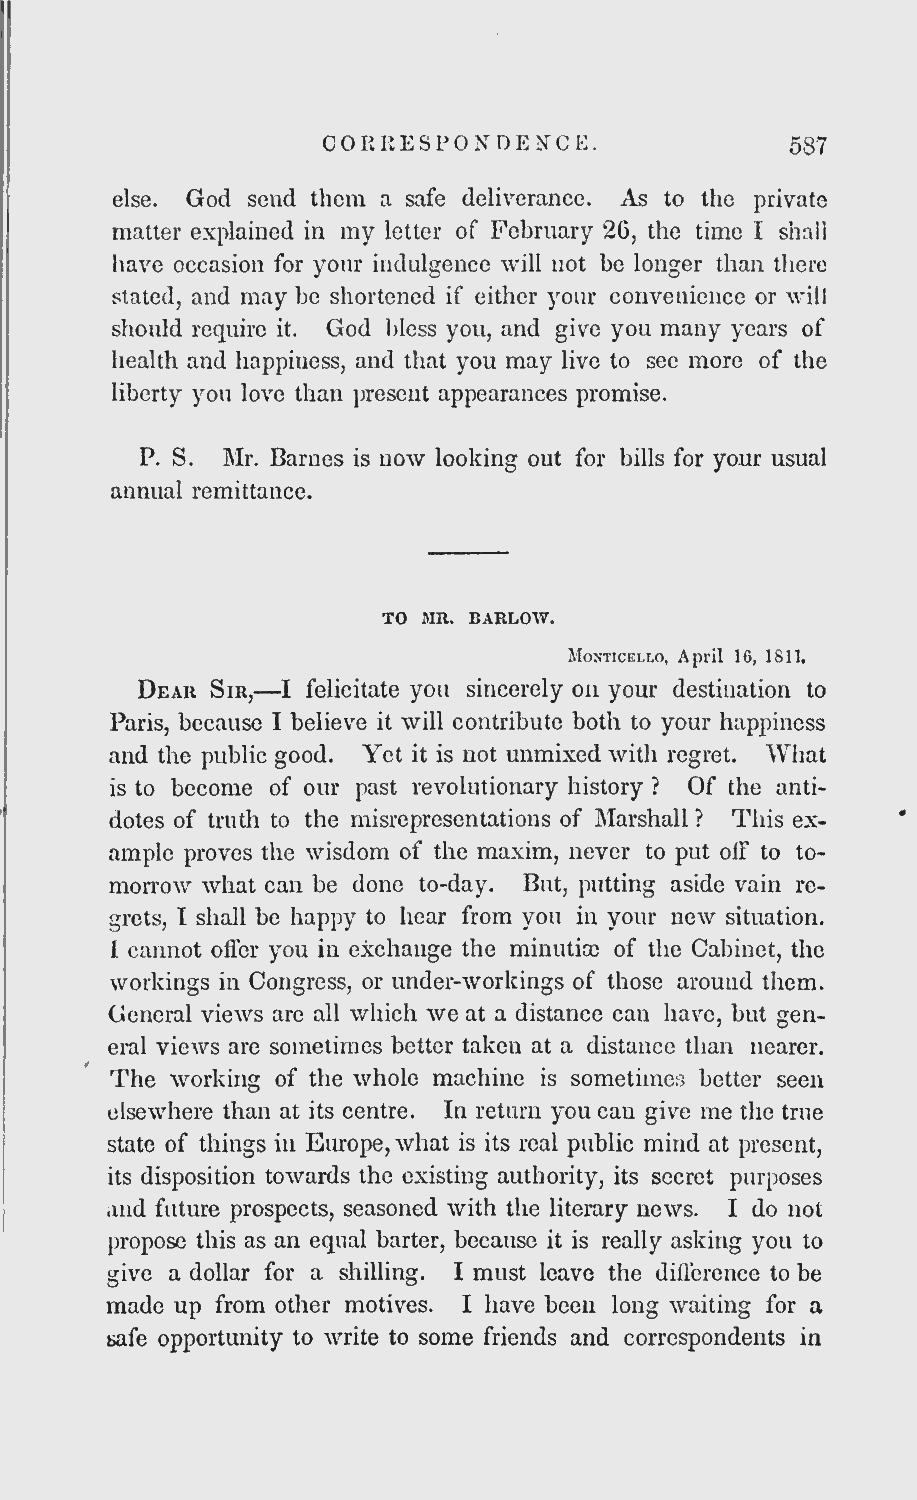 CORRESPONDENCE. 587
else. God send them a safe deliverance. As to the private
matter explained in my letter of February 26, the time I shall
have occasion for your indulgence will not be longer than there
stated, and may be shortened if either your convenience or will
should require it. God bless you, and give you many years of
health and happiness, and that you may live to see more of the
liberty you love than present appearances promise.
P. S. Mr. Barnes is now looking out for bills for your usual
annual remittance.
TO MR. BARLOW.
MONTICELLO, April 16, 1811.
DEAR SIR,—I felicitate you sincerely on your destination to
Paris, because I believe it will contribute both to your happiness
and the public good. Yet it is not unmixed with regret. What
is to become of our past revolutionary history? Of the anti-
dotes of truth to the misrepresentations of Marshall? This ex-
ample proves the wisdom of the maxim, never to put off to to-
morrow what can be done to-day. But, putting aside vain re-
grets, I shall be happy to hear from you in your new situation.
I cannot offer you in exchange the minutiæ of the Cabinet, the
workings in Congress, or under-workings of those around them.
General views are all which we at a distance can have, but gen-
eral views are sometimes better taken at a distance than nearer.
The working of the whole machine is sometimes better seen
elsewhere than at its centre. In return you can give me the true
state of things in Europe, what is its real public mind at present,
its disposition towards the existing authority, its secret purposes
and future prospects, seasoned with the literary news. I do not
propose this as an equal barter, because it is really asking you to
give a dollar for a shilling. I must leave the difference to be
made up from other motives. I have been long waiting for a
safe opportunity to write to some friends and correspondents in